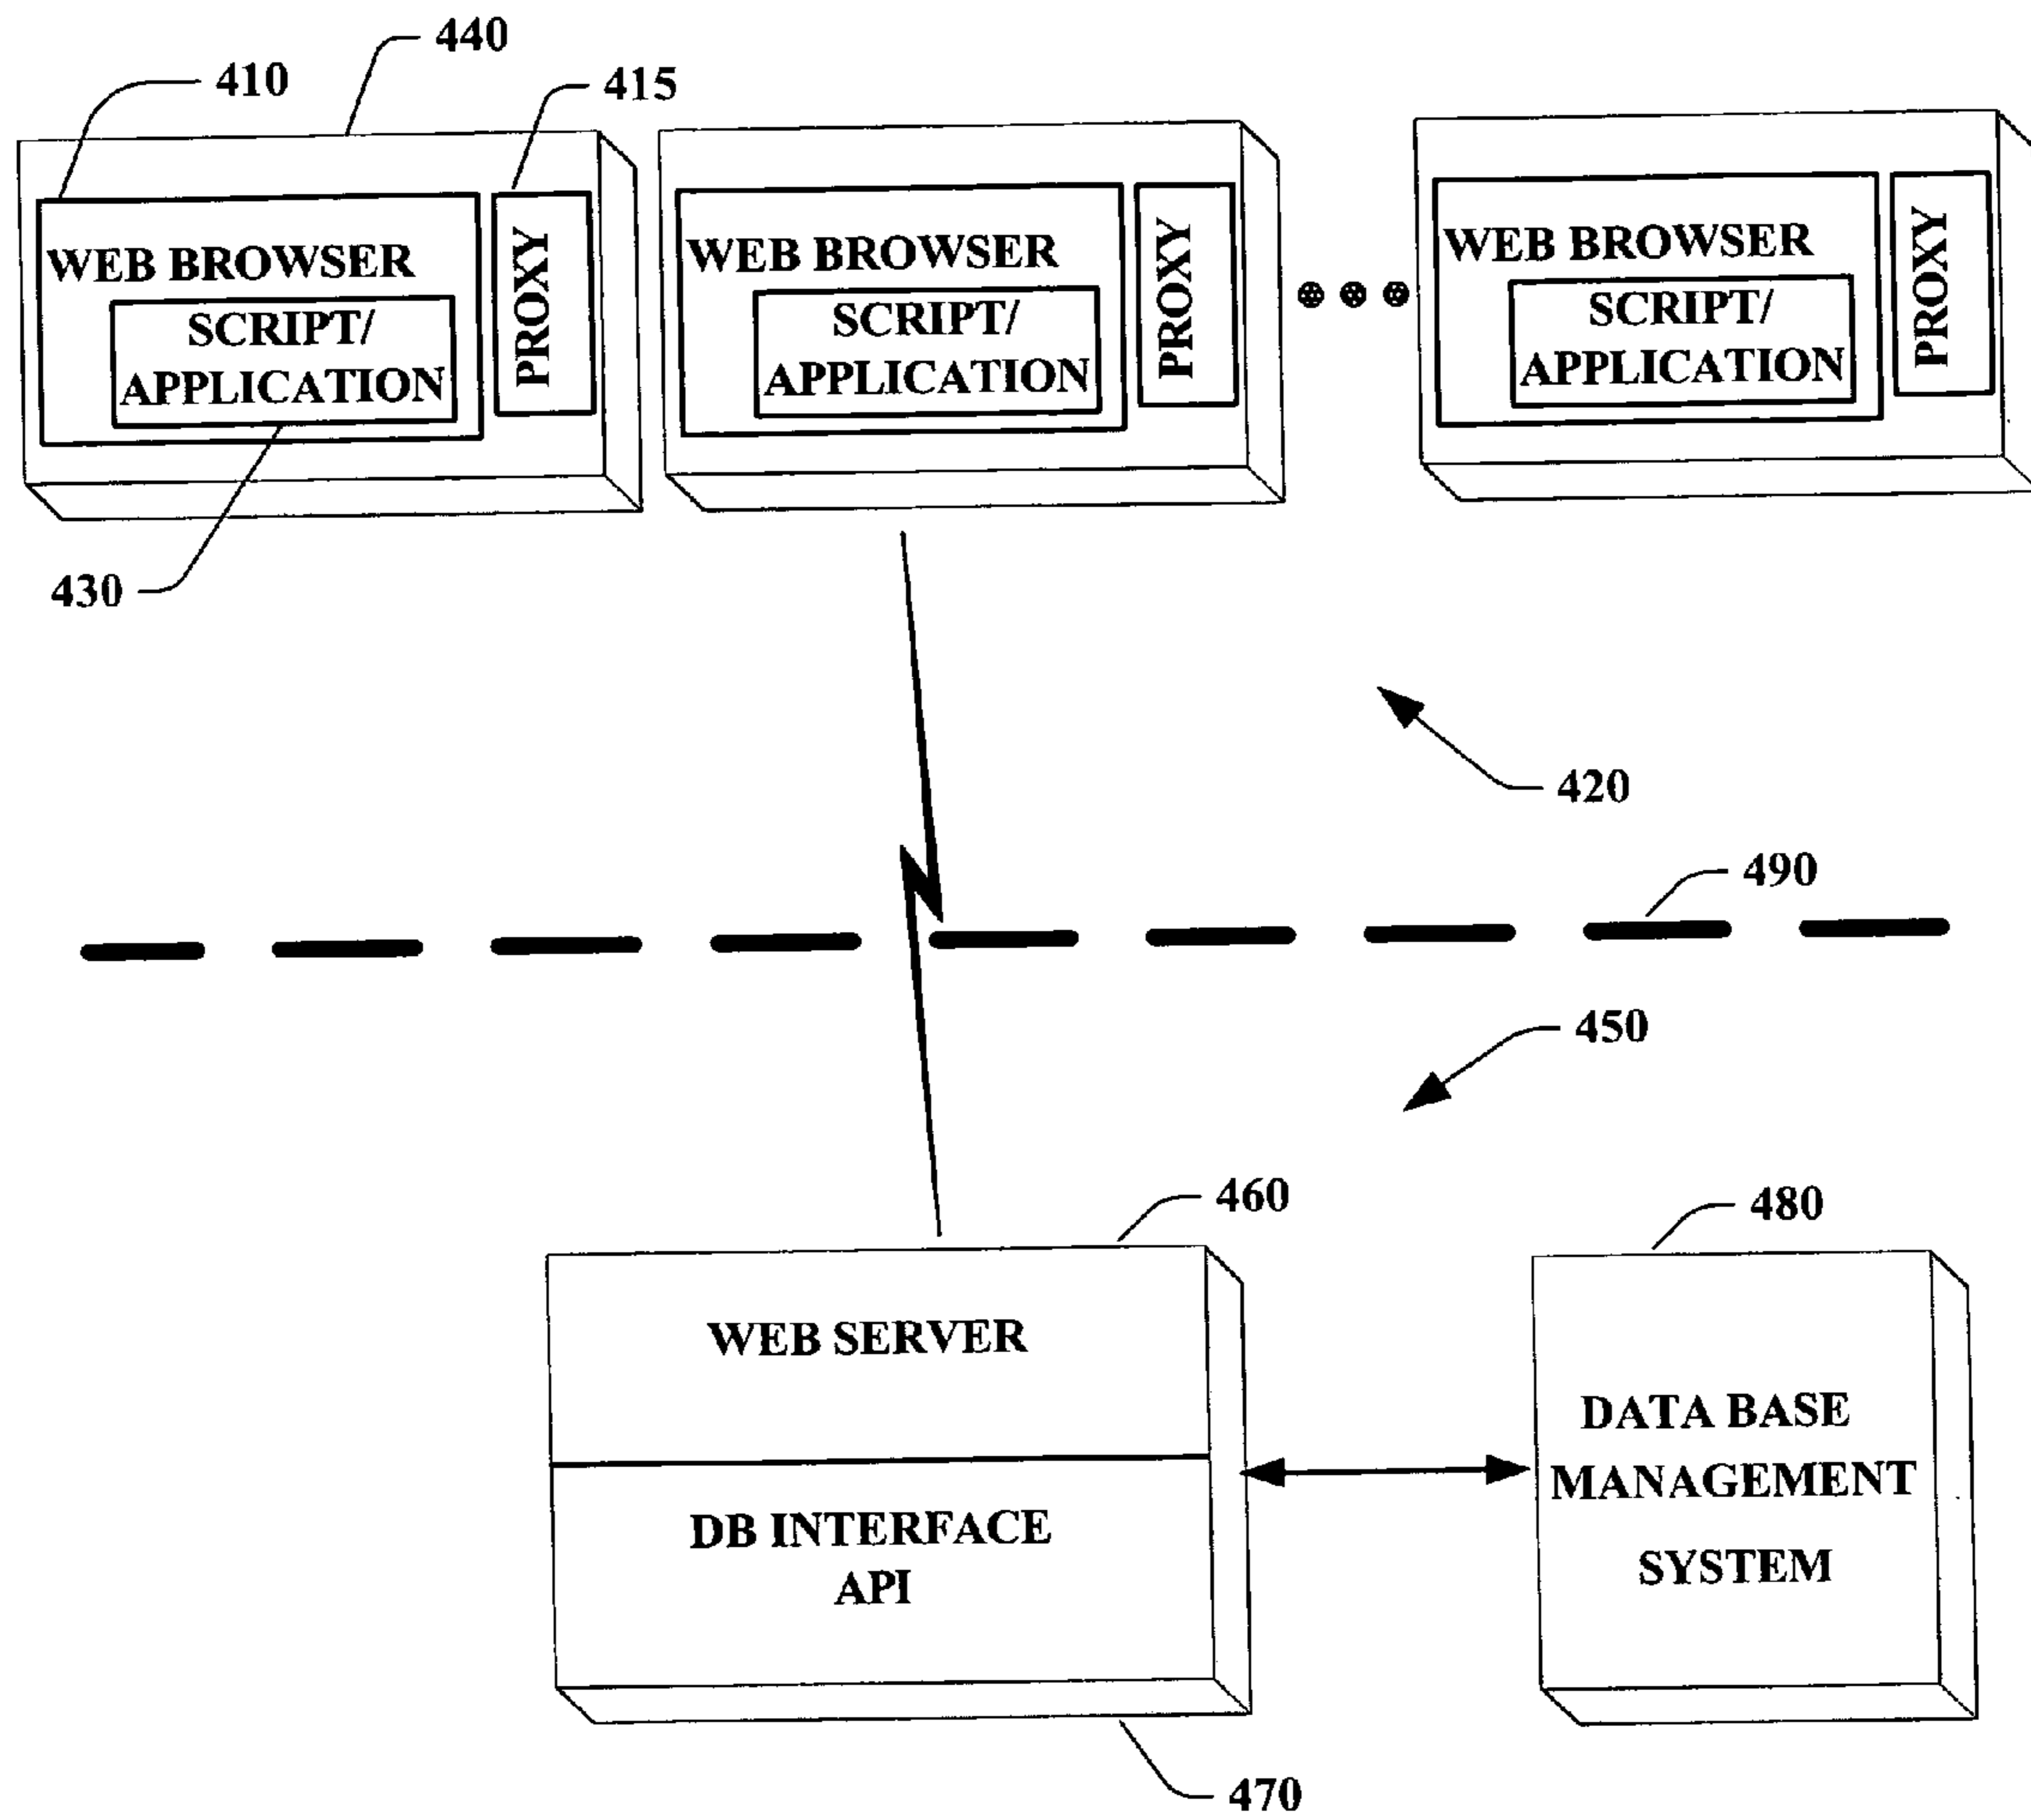 440
410
415
WEB BROWSER
SCRIPT/
APPLICATION
PROXY
WEB BROWSER
SCRIPT/
APPLICATION
PROXY
WEB BROWSER
SCRIPT/
APPLICATION
PROXY
430
420
490
450
460
480
WEB SERVER
DB INTERFACE
API
DATA BASE
MANAGEMENT
SYSTEM
470